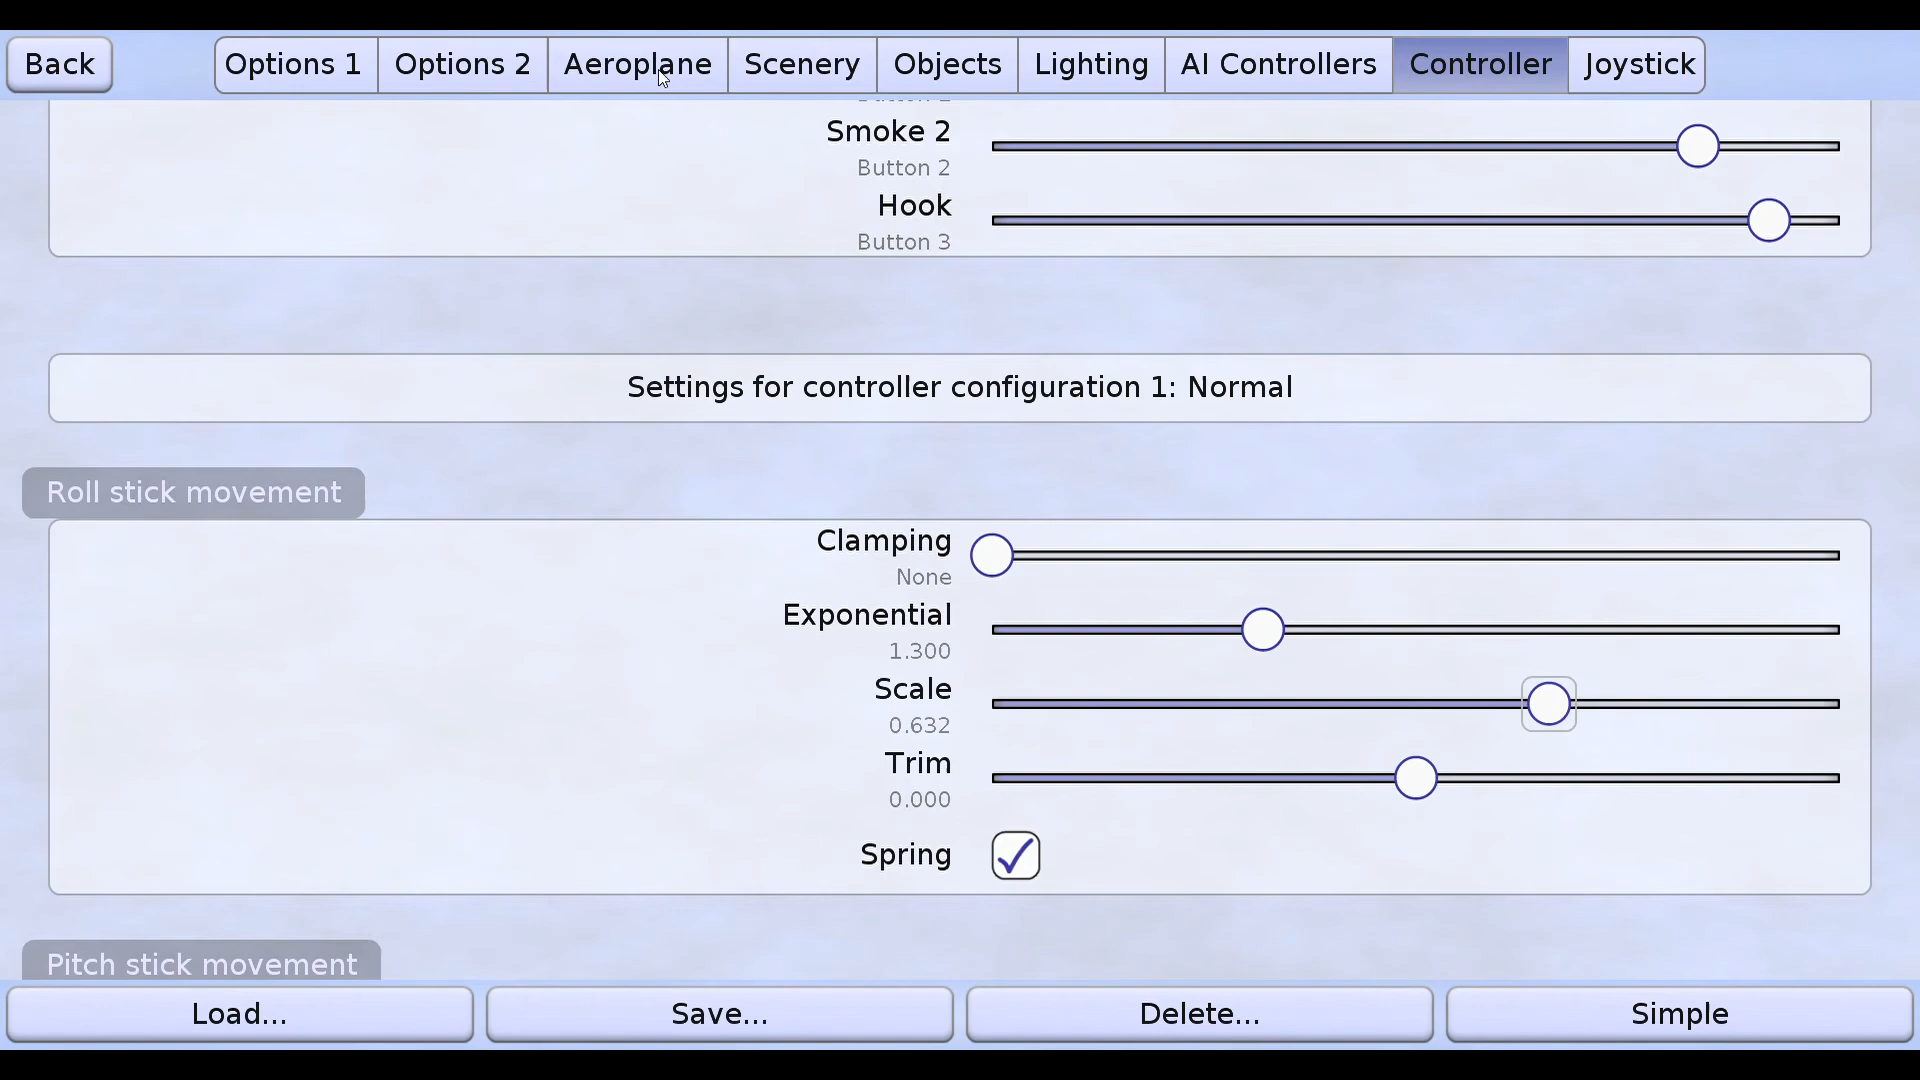 Back
Options 1
Options 2
Aeroplane
Scenery
Objects
Lighting
AI Controllers
Controller
Joystick
Smoke 2
Button 2
Hook
Button 3
Settings for controller configuration 1: Normal
Roll stick movement
Clamping
None
Exponential
1.300
Scale
0.632
Trim
0.000
Spring
Pitch stick movement
Load...
Save...
Delete...
Simple